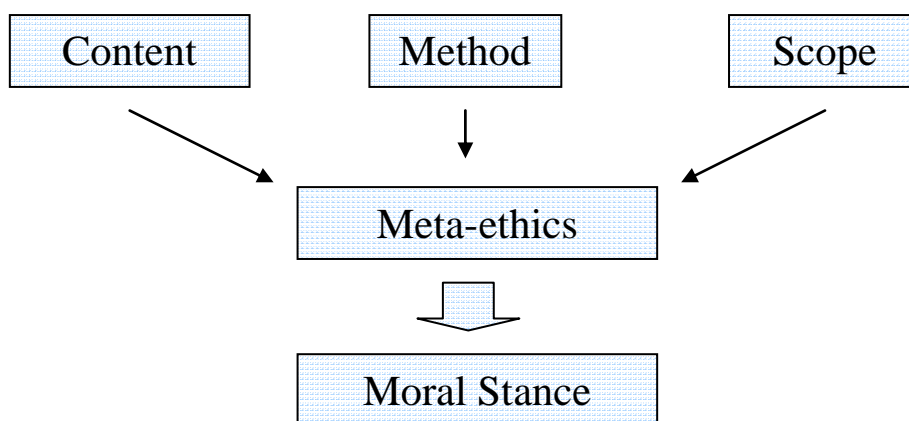 Content
Method
Scope
Meta-ethics
Moral Stance